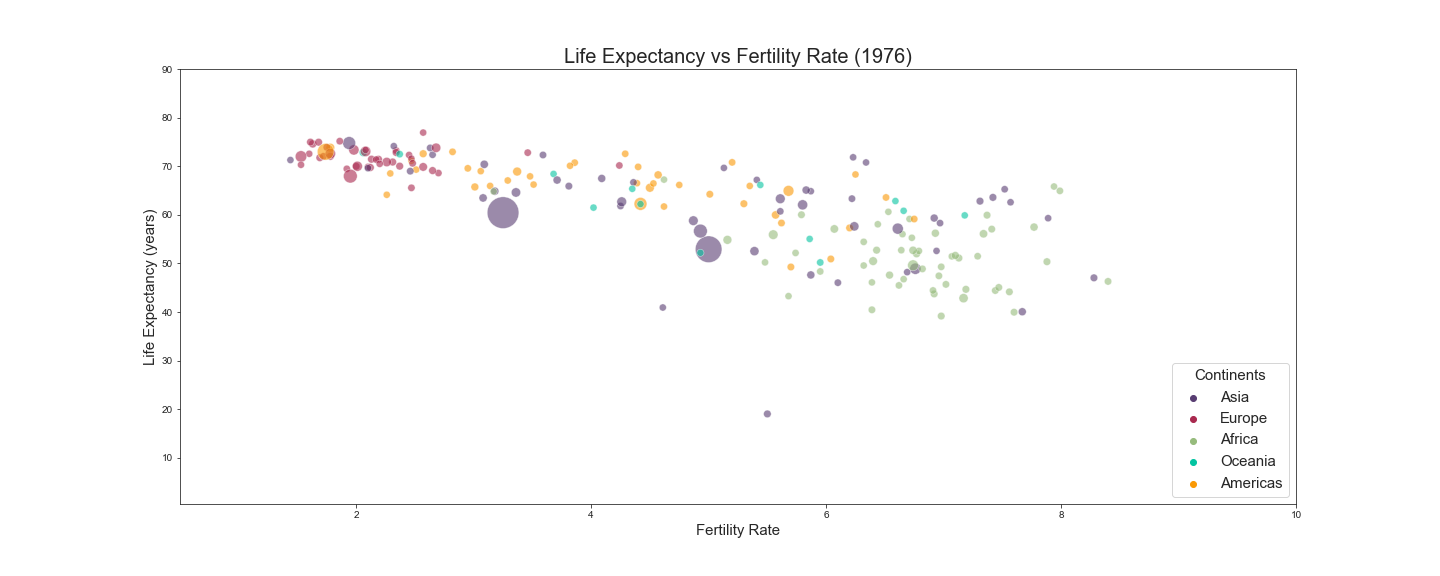 Life Expectancy vs Fertility Rate (1976)
90
80
70
60
50
40
30
20
10
Life Expectancy (years)
2
4
6
8
10
Fertility Rate
Continents
Asia
Europe
Africa
Oceania
Americas